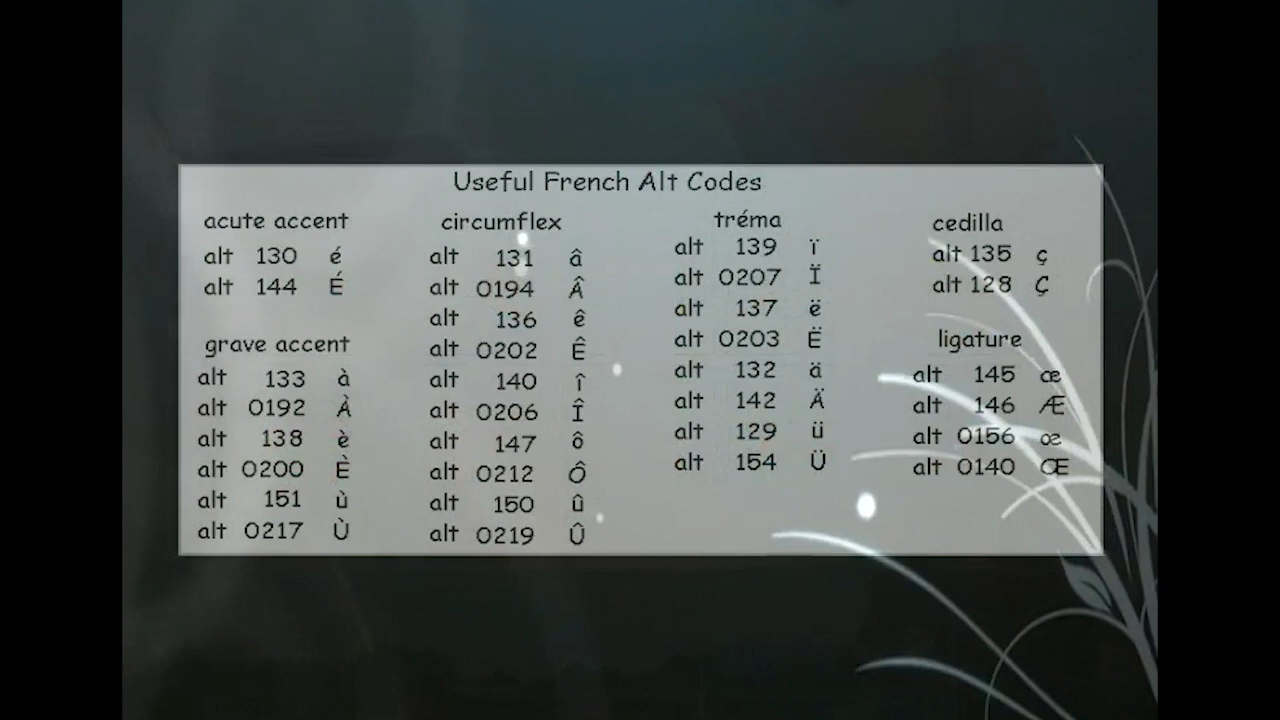 Useful French Alt Codes
acute accent
alt 130 é
alt 144 É
grave accent
alt 133 à
alt 0192 À
alt 138 è
alt 0200 È
alt 151 ù
alt 0217 Ù
circumflex
alt 131 â
alt 0194 Â
alt 136 ê
alt 0202 Ê
alt 140 î
alt 0206 Î
alt 147 ô
alt 0212 Ô
alt 150 û
alt 0219 Û
tréma
alt 139 ï
alt 0207 Ï
alt 137 ë
alt 0203 Ë
alt 132 ä
alt 142 Ä
alt 129 ü
alt 154 Ü
cedilla
alt 135 ç
alt 128 Ç
ligature
alt 145 æ
alt 146 Æ
alt 0156 œ
alt 0140 Œ